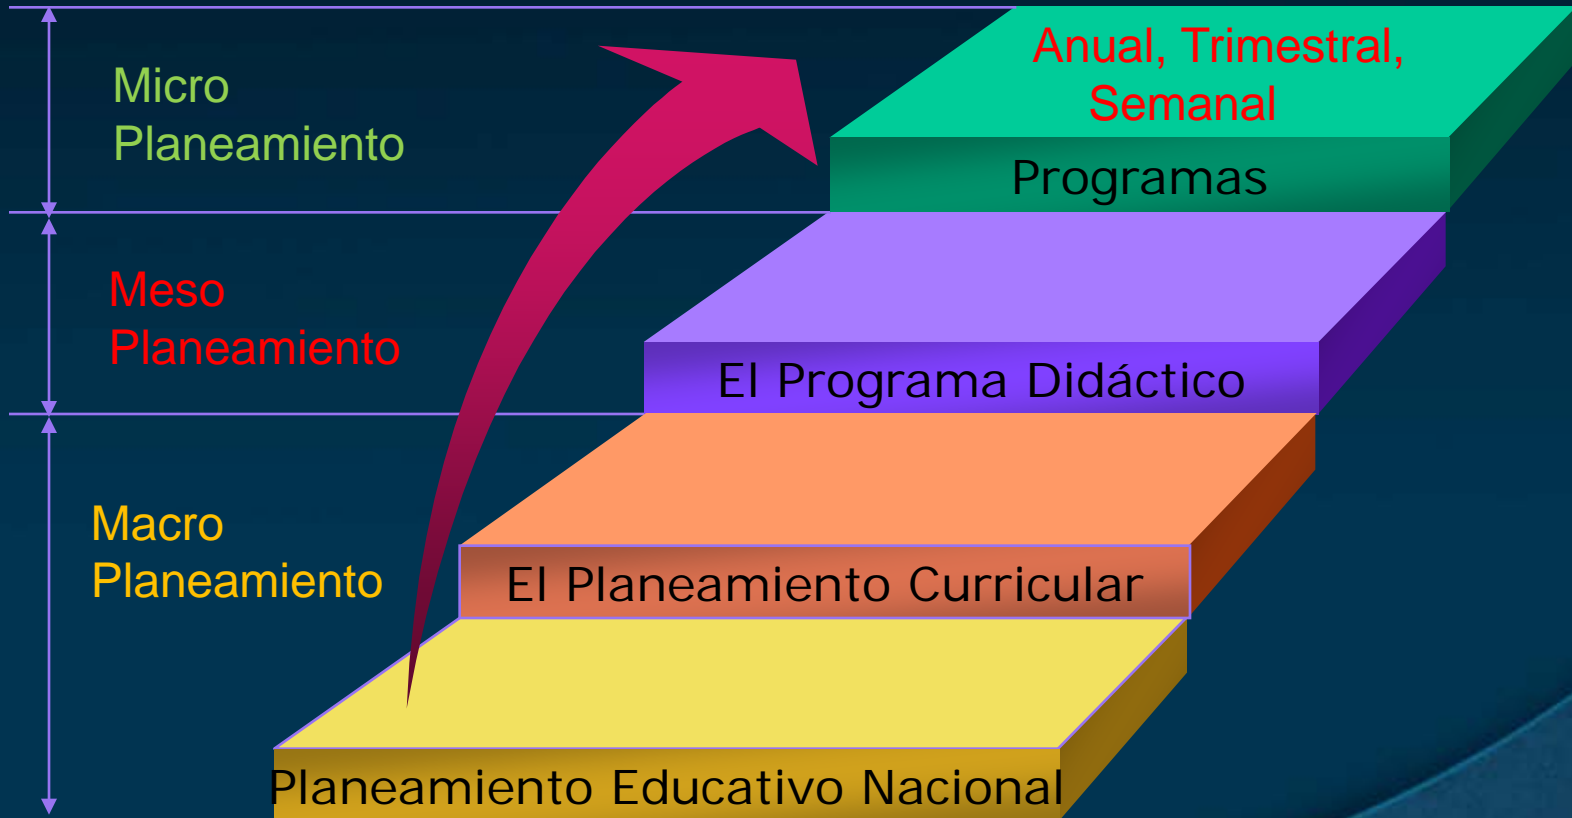 Anual, Trimestral,
Semanal
Micro
Planeamiento
Programas
Meso
Planeamiento
El Programa Didáctico
Macro
Planeamiento
El Planeamiento Curricular
Planeamiento Educativo Nacional